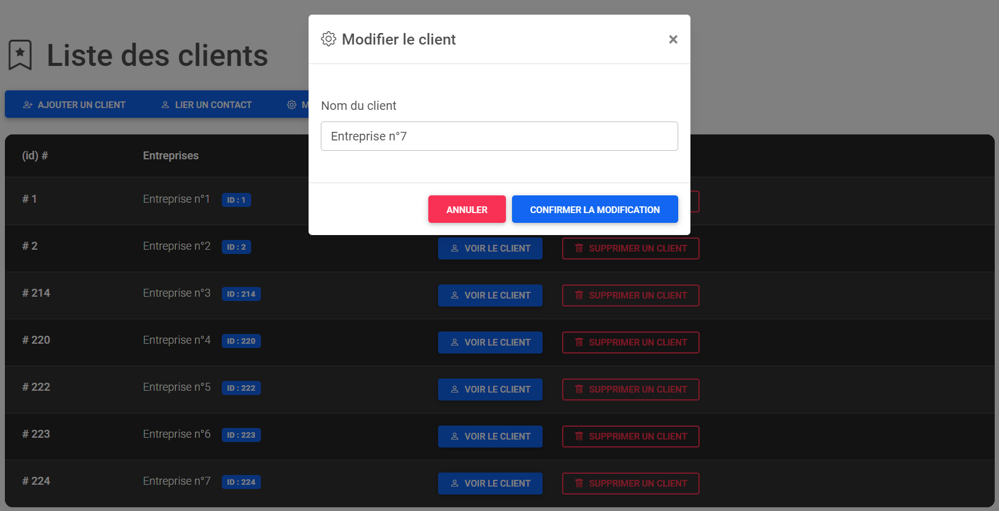 Modifier le client ×
Liste des clients
AJOUTER UN CLIENT LIER UN CONTACT M
Nom du client
Entreprise n°7
ANNULER CONFIRMER LA MODIFICATION
(id) # Entreprises
# 1 Entreprise n°1 ID : 1
# 2 Entreprise n°2 ID : 2 VOIR LE CLIENT SUPPRIMER UN CLIENT
# 214 Entreprise n°3 ID : 214 VOIR LE CLIENT SUPPRIMER UN CLIENT
# 220 Entreprise n°4 ID : 220 VOIR LE CLIENT SUPPRIMER UN CLIENT
# 222 Entreprise n°5 ID : 222 VOIR LE CLIENT SUPPRIMER UN CLIENT
# 223 Entreprise n°6 ID : 223 VOIR LE CLIENT SUPPRIMER UN CLIENT
# 224 Entreprise n°7 ID : 224 VOIR LE CLIENT SUPPRIMER UN CLIENT